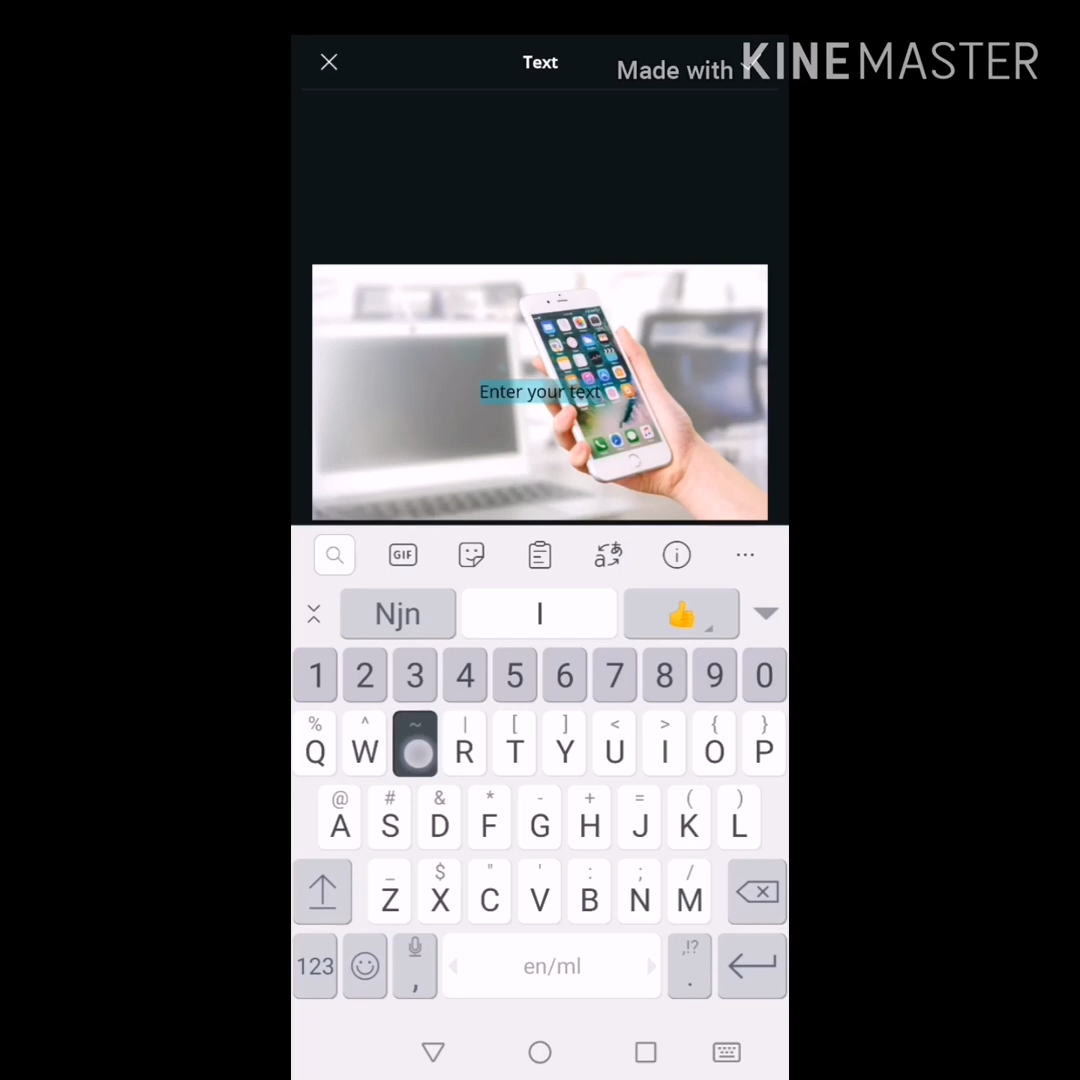 Text
Made with KINEMASTER
Enter your text
GIF
Njn I 👍
1 2 3 4 5 6 7 8 9 0
% ^ ~ | [ ] < > { }
Q W R T Y U I O P
@ # & * - + = ( )
A S D F G H J K L
_ $ " ' : ; /
Z X C V B N M
,!?
123 , en/ml .